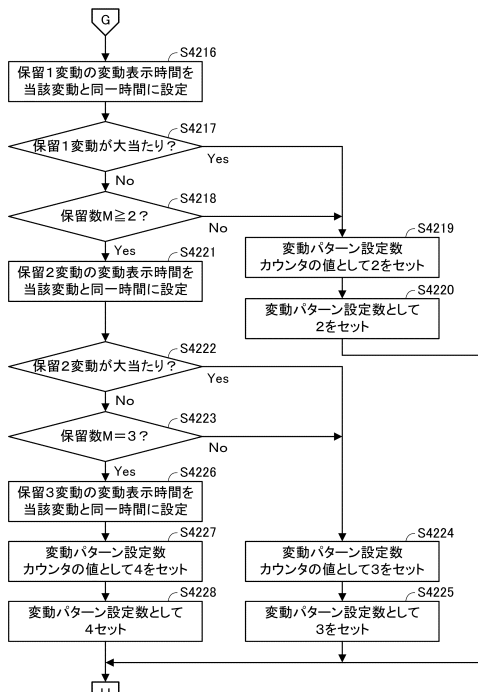 G
S4216
保留1変動の変動表示時間を
当該変動と同一時間に設定
S4217
保留1変動が大当たり？
Yes
No
S4218
保留数M≧2？
No
Yes
S4219
変動パターン設定数
カウンタの値として2をセット
S4220
変動パターン設定数として
2をセット
S4221
保留2変動の変動表示時間を
当該変動と同一時間に設定
S4222
保留2変動が大当たり？
Yes
No
S4223
保留数M＝3？
No
Yes
S4226
保留3変動の変動表示時間を
当該変動と同一時間に設定
S4227
変動パターン設定数
カウンタの値として4をセット
S4228
変動パターン設定数として
4セット
S4224
変動パターン設定数
カウンタの値として3をセット
S4225
変動パターン設定数として
3をセット